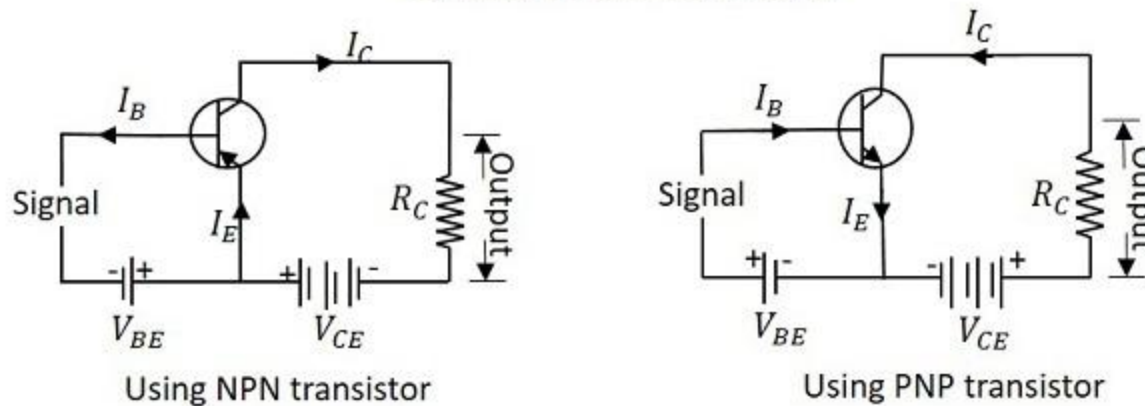 I_C
I_B
Signal
I_E
R_C
Output
- +
+ -
V_BE
V_CE
Using NPN transistor
I_C
I_B
Signal
I_E
R_C
Output
+ -
- +
V_BE
V_CE
Using PNP transistor